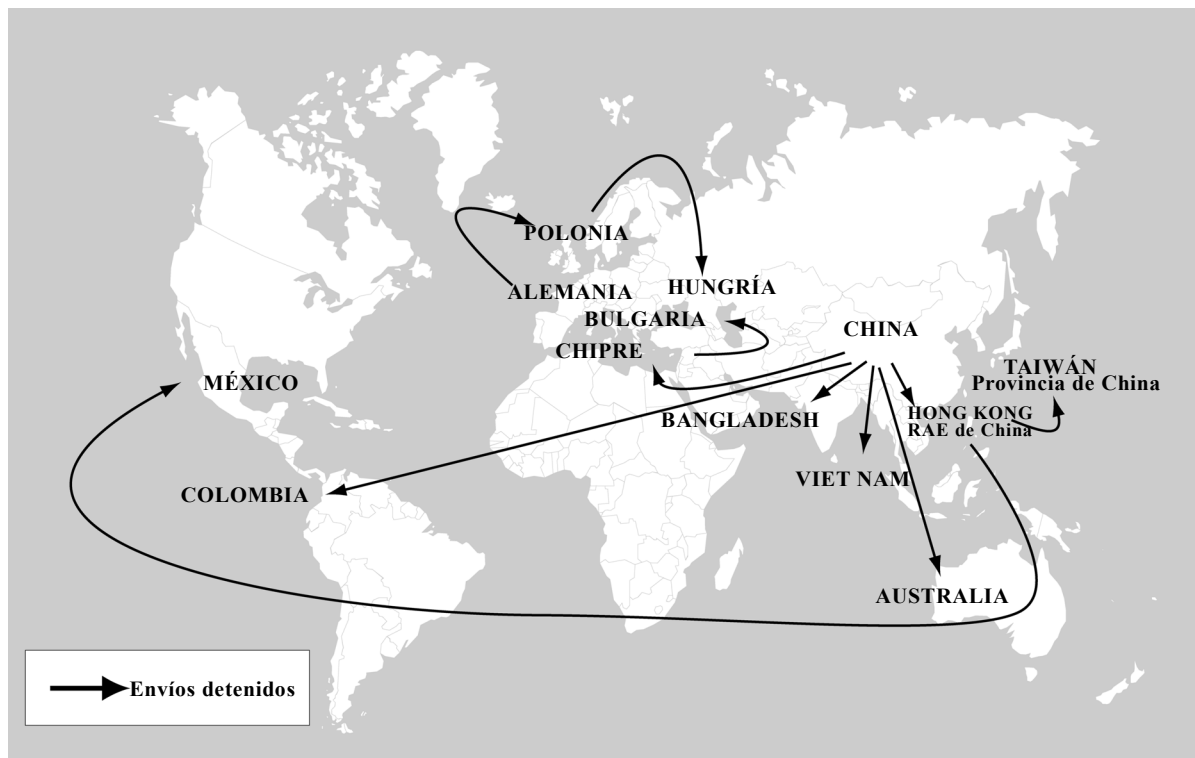 POLONIA
ALEMANIA
HUNGRÍA
BULGARIA
CHIPRE
CHINA
TAIWÁN
Provincia de China
MÉXICO
HONG KONG
RAE de China
BANGLADESH
VIET NAM
COLOMBIA
AUSTRALIA
Envíos detenidos